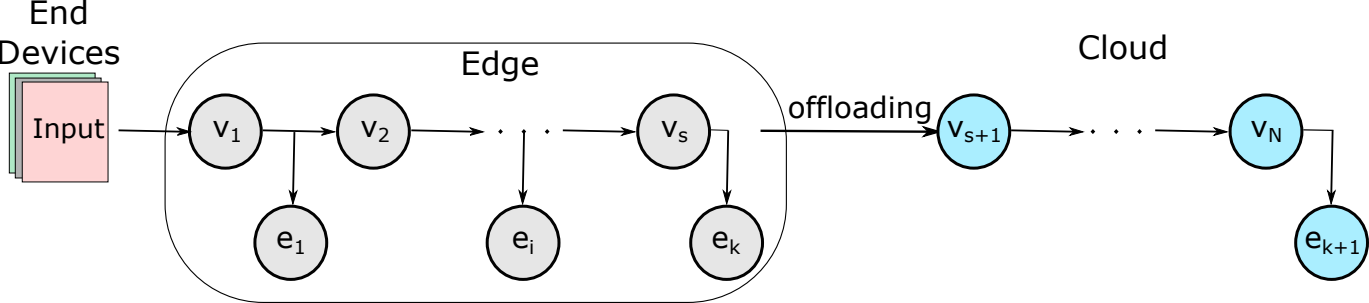 End
Devices
Edge
Cloud
Input
v1
v2
. . .
vs
offloading
vs+1
. . .
vN
e1
ei
ek
ek+1